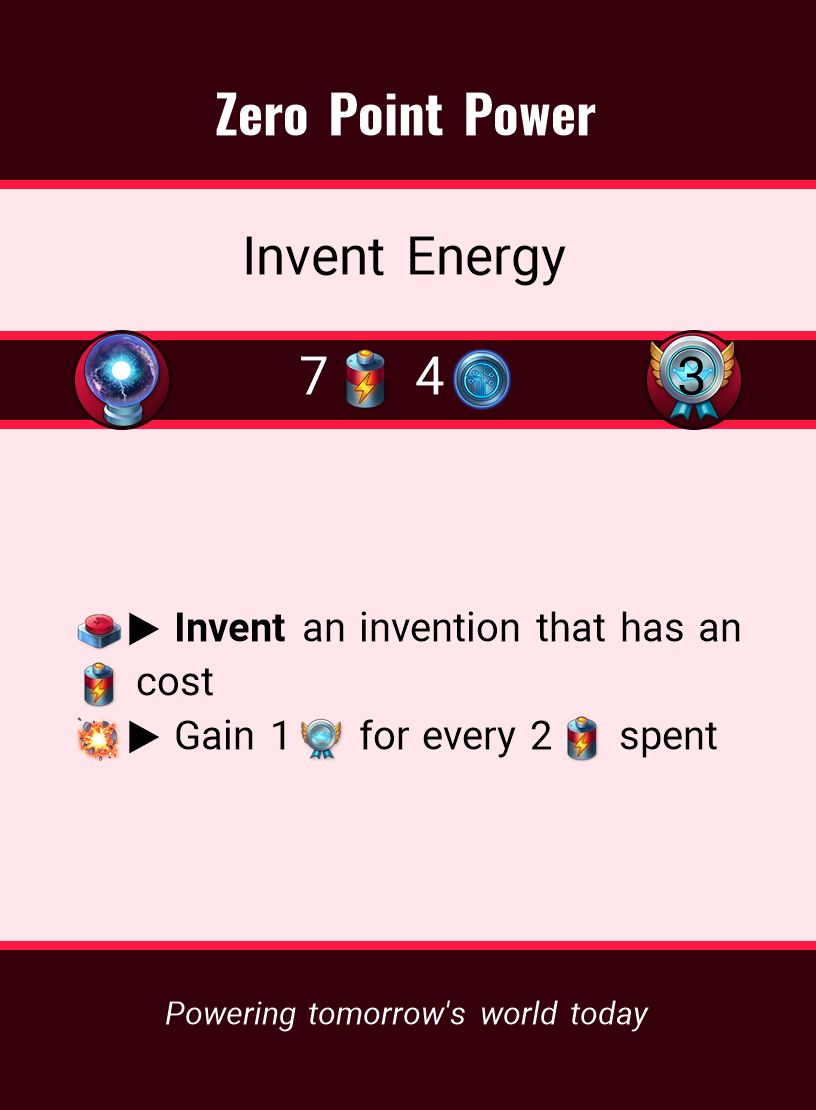 Zero Point Power
Invent Energy
7 4 3
▶ Invent an invention that has an
cost
▶ Gain 1 for every 2 spent
Powering tomorrow's world today